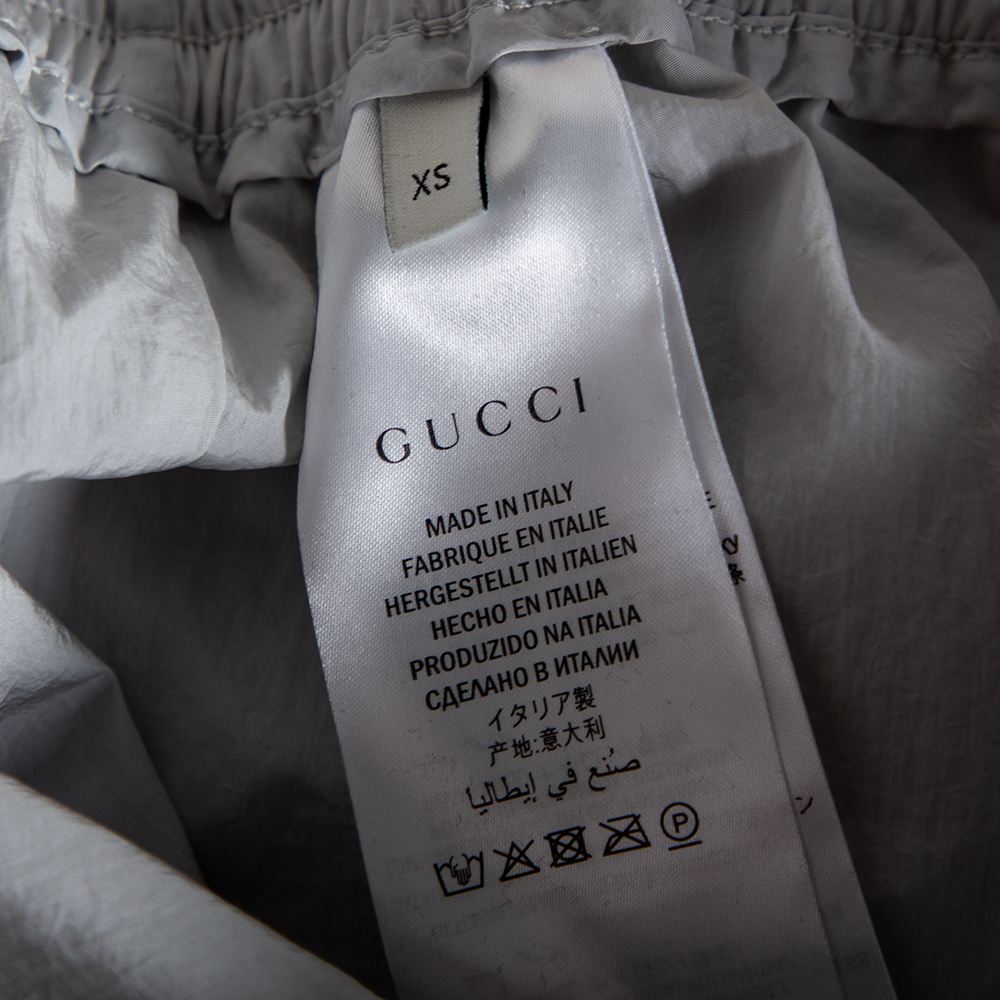 XS
GUCCI
MADE IN ITALY
FABRIQUE EN ITALIE
HERGESTELLT IN ITALIEN
HECHO EN ITALIA
PRODUZIDO NA ITALIA
СДЕЛАНО В ИТАЛИИ
イタリア製
产地:意大利
صُنع في إيطاليا
P